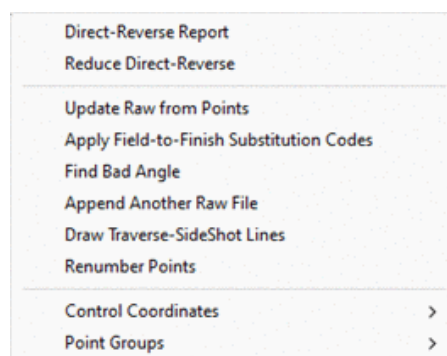 Direct-Reverse Report
Reduce Direct-Reverse
Update Raw from Points
Apply Field-to-Finish Substitution Codes
Find Bad Angle
Append Another Raw File
Draw Traverse-SideShot Lines
Renumber Points
Control Coordinates
Point Groups